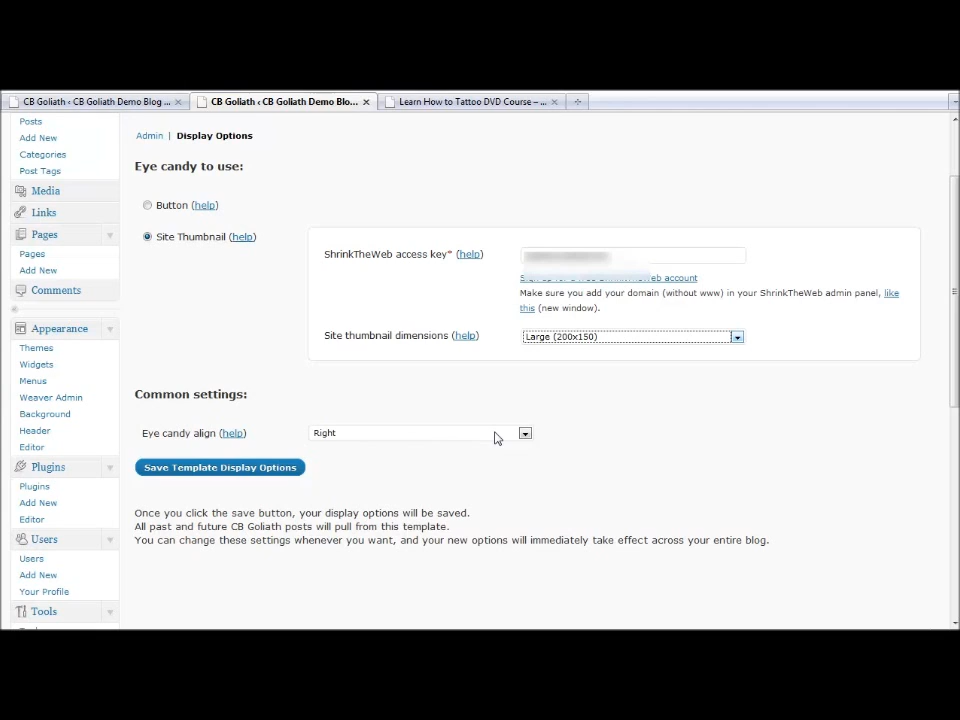 CB Goliath ‹ CB Goliath Demo Blog ...
CB Goliath ‹ CB Goliath Demo Blo...
Learn How to Tattoo DVD Course – ...
Posts
Add New
Categories
Post Tags
Media
Links
Pages
Pages
Add New
Comments
Appearance
Themes
Widgets
Menus
Weaver Admin
Background
Header
Editor
Plugins
Plugins
Add New
Editor
Users
Users
Add New
Your Profile
Tools
Admin | Display Options
Eye candy to use:
Button (help)
Site Thumbnail (help)
ShrinkTheWeb access key* (help)
Sign up for a free ShrinkTheWeb account
Make sure you add your domain (without www) in your ShrinkTheWeb admin panel, like
this (new window).
Site thumbnail dimensions (help)
Large (200x150)
Common settings:
Eye candy align (help)
Right
Save Template Display Options
Once you click the save button, your display options will be saved.
All past and future CB Goliath posts will pull from this template.
You can change these settings whenever you want, and your new options will immediately take effect across your entire blog.